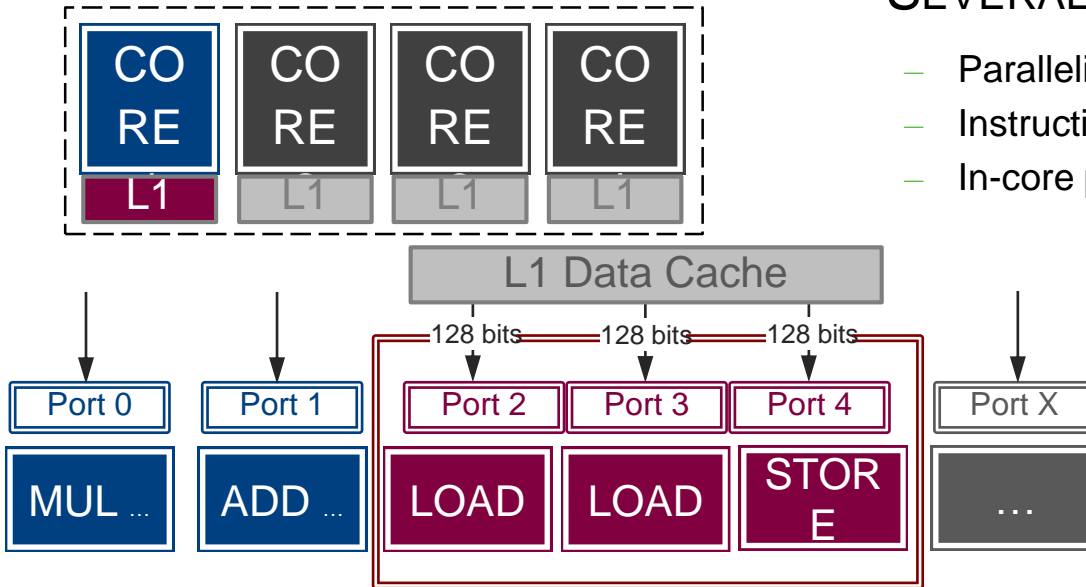 CO CO CO CO
RE RE RE RE
L1 L1 L1 L1
L1 Data Cache
128 bits 128 bits 128 bits
Port 0 Port 1 Port 2 Port 3 Port 4 Port X
MUL ... ADD ... LOAD LOAD STOR ...
E
–
–
– In-core